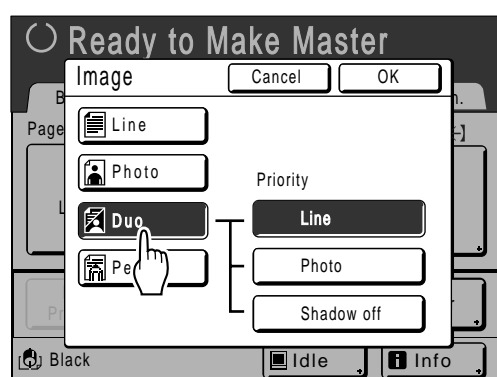 Ready to Make Master
Image
Cancel
OK
Line
Page
Photo
Priority
Duo
Line
Photo
Shadow off
Black
Idle
Info